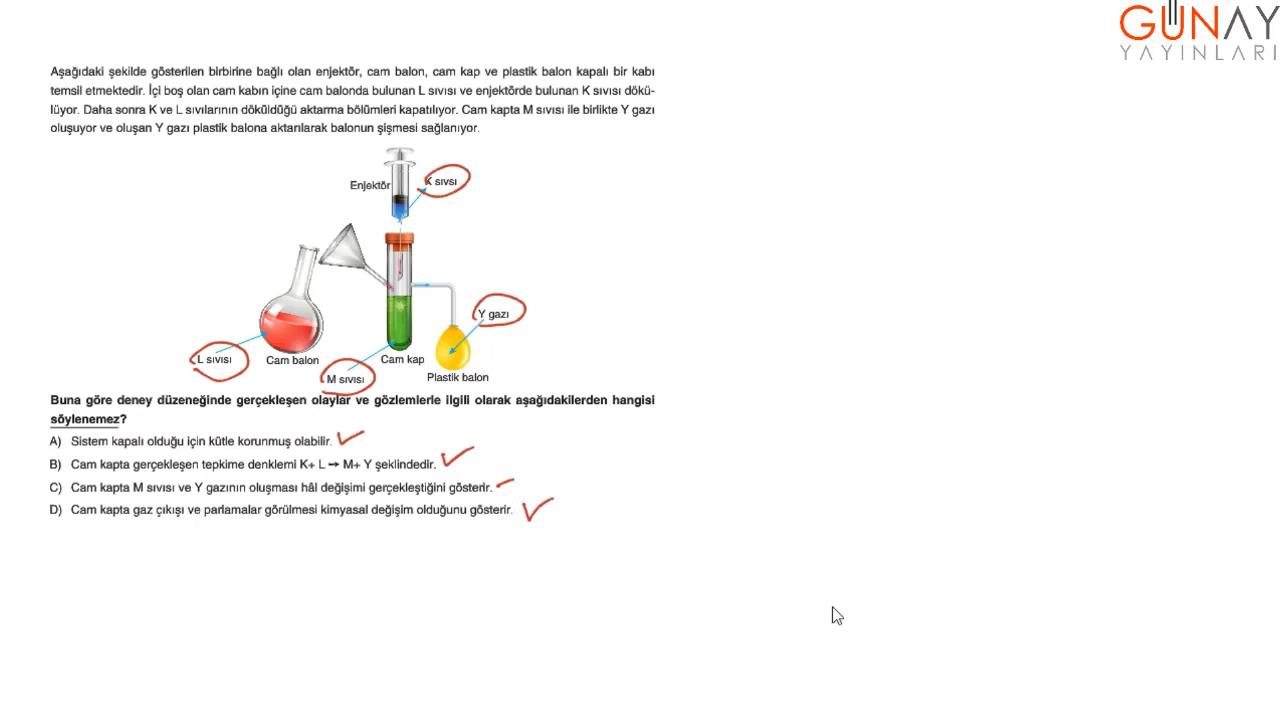 GÜNAY
YAYINLARI
Aşağıdaki şekilde gösterilen birbirine bağlı olan enjektör, cam balon, cam kap ve plastik balon kapalı bir kabı
temsil etmektedir. İçi boş olan cam kabın içine cam balonda bulunan L sıvısı ve enjektörde bulunan K sıvısı dökü-
lüyor. Daha sonra K ve L sıvılarının döküldüğü aktarma bölümleri kapatılıyor. Cam kapta M sıvısı ile birlikte Y gazı
oluşuyor ve oluşan Y gazı plastik balona aktarılarak balonun şişmesi sağlanıyor.
Enjektör
K sıvsı
Y gazı
L sıvısı
Cam balon
Cam kap
M sıvısı
Plastik balon
Buna göre deney düzeneğinde gerçekleşen olaylar ve gözlemlerle ilgili olarak aşağıdakilerden hangisi
söylenemez?
A) Sistem kapalı olduğu için kütle korunmuş olabilir.
B) Cam kapta gerçekleşen tepkime denklemi K+ L → M+ Y şeklindedir.
C) Cam kapta M sıvısı ve Y gazının oluşması hâl değişimi gerçekleştiğini gösterir.
D) Cam kapta gaz çıkışı ve parlamalar görülmesi kimyasal değişim olduğunu gösterir.